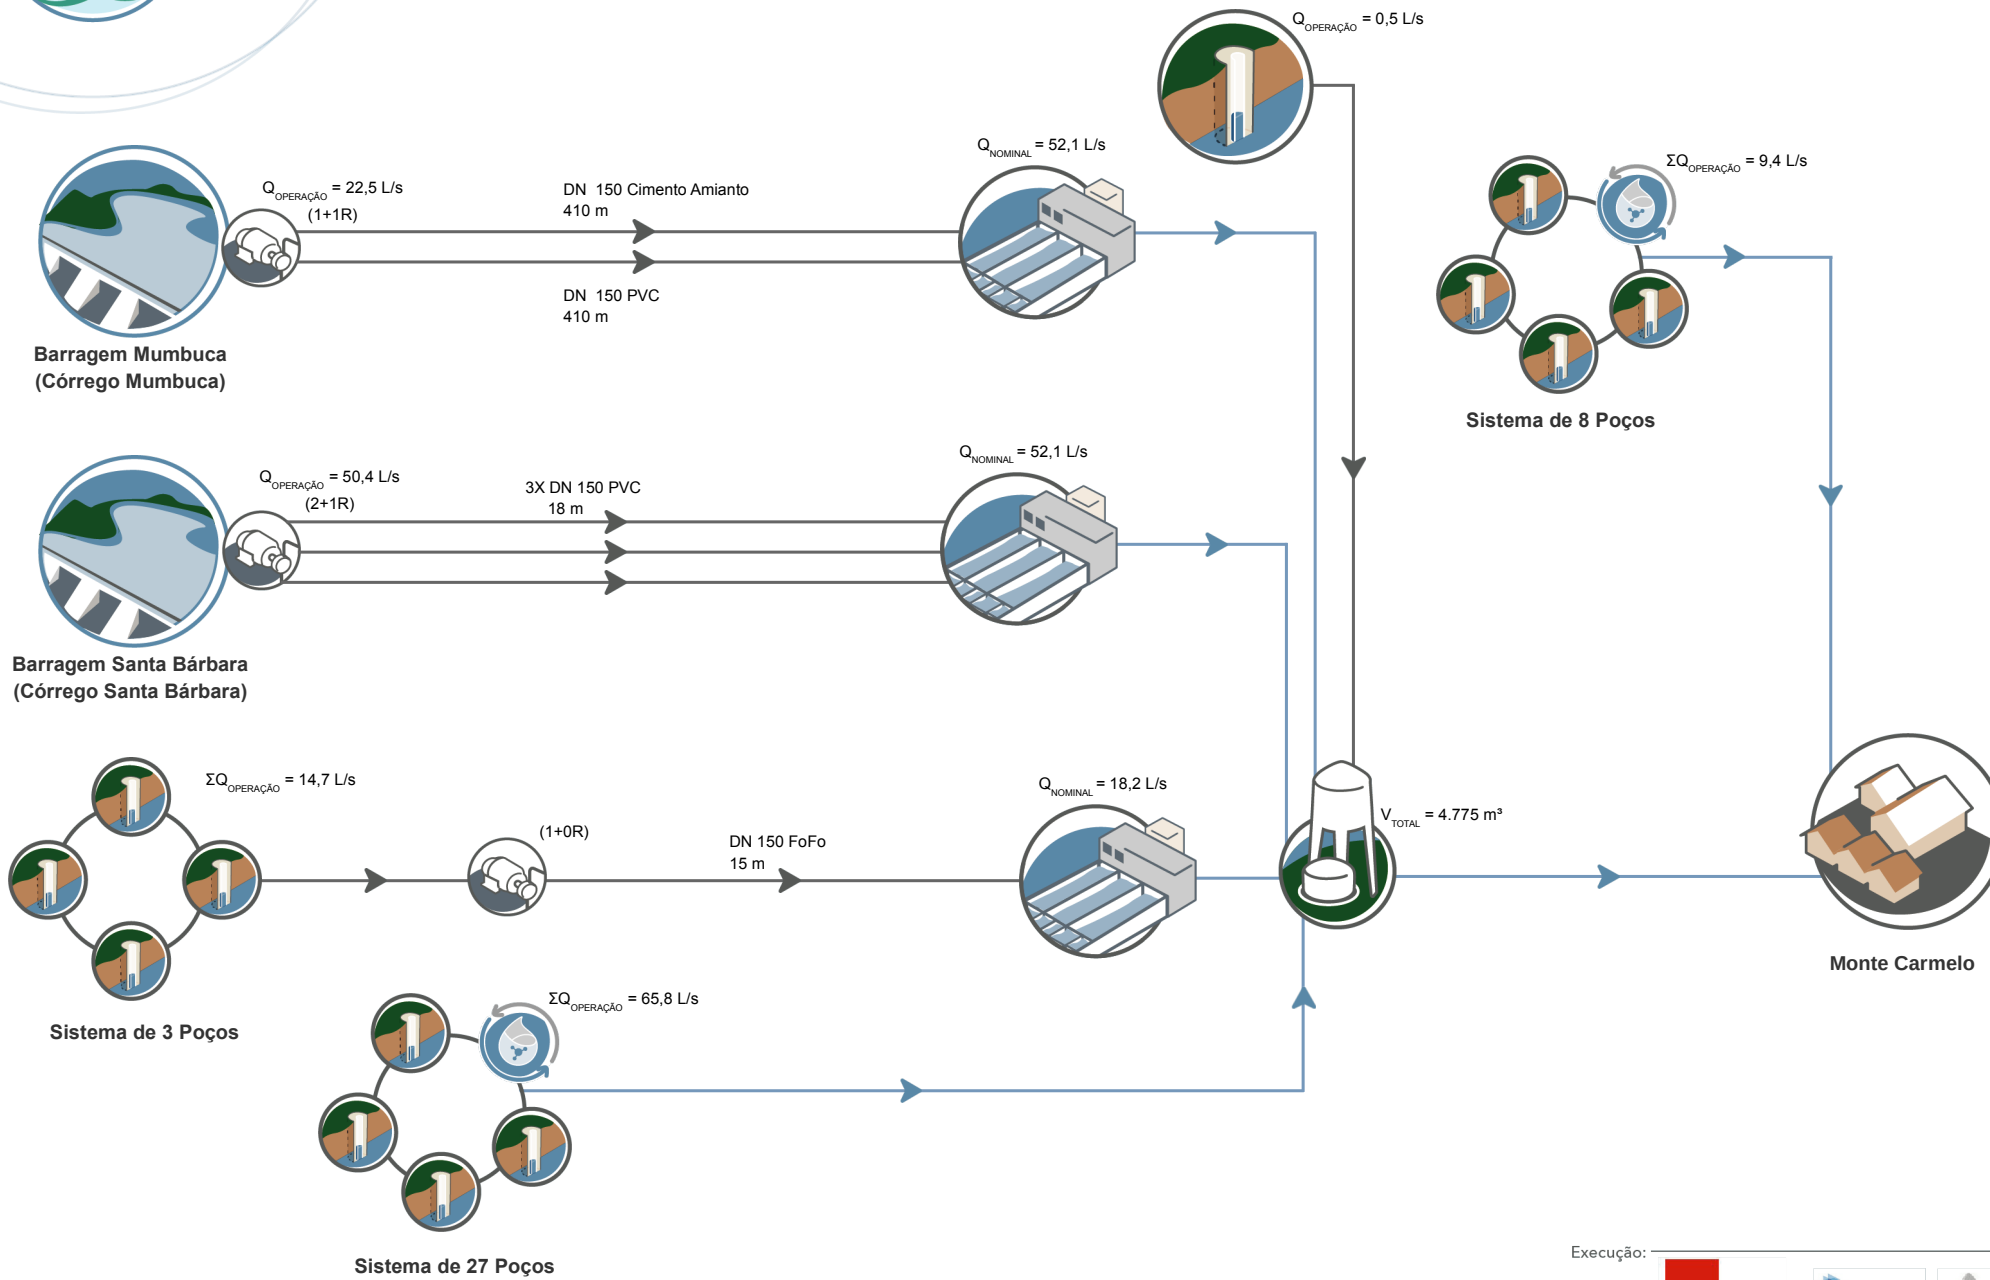 Q OPERAÇÃO = 0,5 L/s
Q NOMINAL = 52,1 L/s
ΣQ OPERAÇÃO = 9,4 L/s
Q OPERAÇÃO = 22,5 L/s
(1+1R)
DN 150 Cimento Amianto
410 m
DN 150 PVC
410 m
Barragem Mumbuca
(Córrego Mumbuca)
Sistema de 8 Poços
Q OPERAÇÃO = 50,4 L/s
(2+1R)
3X DN 150 PVC
18 m
Q NOMINAL = 52,1 L/s
Barragem Santa Bárbara
(Córrego Santa Bárbara)
ΣQ OPERAÇÃO = 14,7 L/s
(1+0R)
DN 150 FoFo
15 m
Q NOMINAL = 18,2 L/s
V TOTAL = 4.775 m³
Monte Carmelo
Sistema de 3 Poços
ΣQ OPERAÇÃO = 65,8 L/s
Sistema de 27 Poços
Execução: